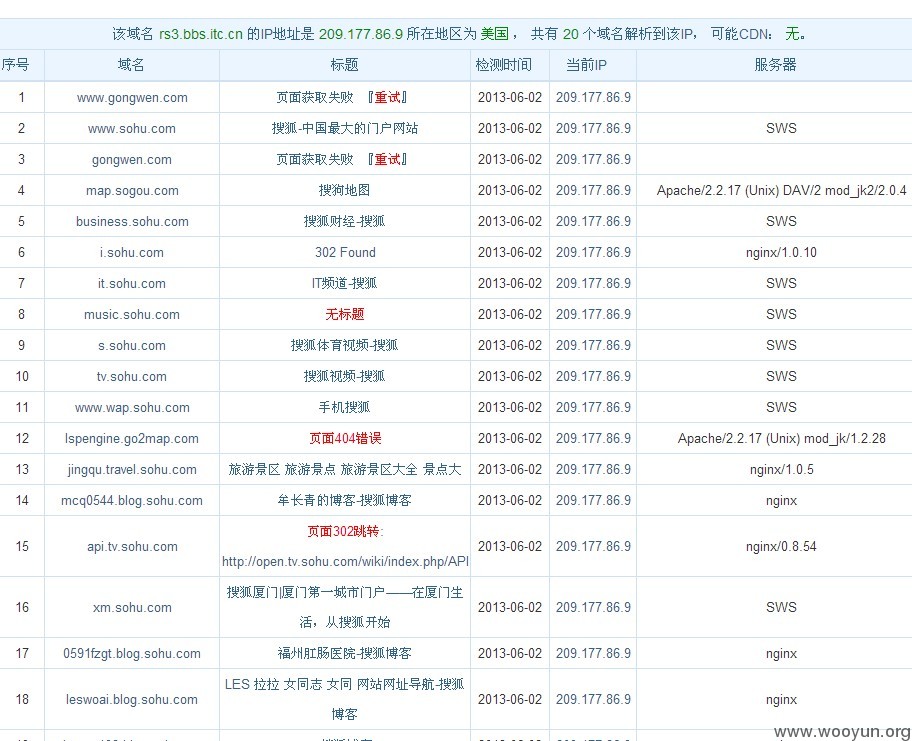 该域名 rs3.bbs.itc.cn 的IP地址是 209.177.86.9 所在地区为 美国 ， 共有 20 个域名解析到该IP， 可能CDN： 无。
序号 域名 标题 检测时间 当前IP 服务器
1 www.gongwen.com 页面获取失败 『重试』 2013-06-02 209.177.86.9
2 www.sohu.com 搜狐-中国最大的门户网站 2013-06-02 209.177.86.9 SWS
3 gongwen.com 页面获取失败 『重试』 2013-06-02 209.177.86.9
4 map.sogou.com 搜狗地图 2013-06-02 209.177.86.9 Apache/2.2.17 (Unix) DAV/2 mod_jk2/2.0.4
5 business.sohu.com 搜狐财经-搜狐 2013-06-02 209.177.86.9 SWS
6 i.sohu.com 302 Found 2013-06-02 209.177.86.9 nginx/1.0.10
7 it.sohu.com IT频道-搜狐 2013-06-02 209.177.86.9 SWS
8 music.sohu.com 无标题 2013-06-02 209.177.86.9 SWS
9 s.sohu.com 搜狐体育视频-搜狐 2013-06-02 209.177.86.9 SWS
10 tv.sohu.com 搜狐视频-搜狐 2013-06-02 209.177.86.9 SWS
11 www.wap.sohu.com 手机搜狐 2013-06-02 209.177.86.9 SWS
12 lspengine.go2map.com 页面404错误 2013-06-02 209.177.86.9 Apache/2.2.17 (Unix) mod_jk/1.2.28
13 jingqu.travel.sohu.com 旅游景区 旅游景点 旅游景区大全 景点大 2013-06-02 209.177.86.9 nginx/1.0.5
14 mcq0544.blog.sohu.com 牟长青的博客-搜狐博客 2013-06-02 209.177.86.9 nginx
15 api.tv.sohu.com 页面302跳转: 2013-06-02 209.177.86.9 nginx/0.8.54
http://open.tv.sohu.com/wiki/index.php/API
16 xm.sohu.com 搜狐厦门|厦门第一城市门户——在厦门生 2013-06-02 209.177.86.9 SWS
活，从搜狐开始
17 0591fzgt.blog.sohu.com 福州肛肠医院-搜狐博客 2013-06-02 209.177.86.9 nginx
18 leswoai.blog.sohu.com LES 拉拉 女同志 女同 网站网址导航-搜狐 2013-06-02 209.177.86.9 nginx
博客
www.wooyun.org